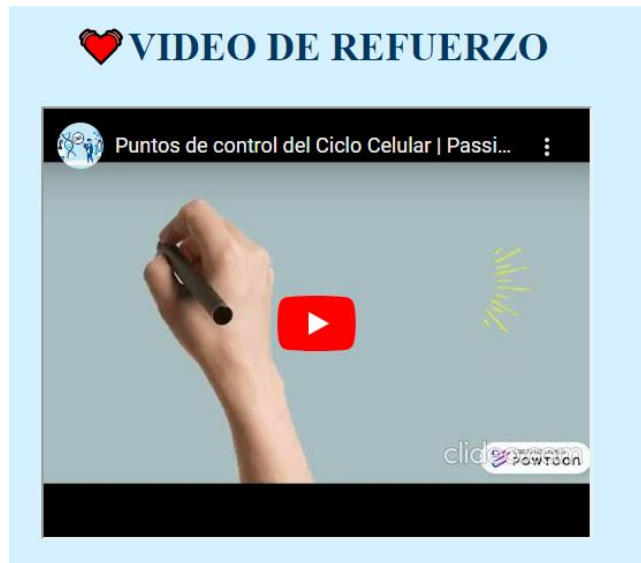 VIDEO DE REFUERZO
Puntos de control del Ciclo Celular | Passi...
clideo.com
POWTOON